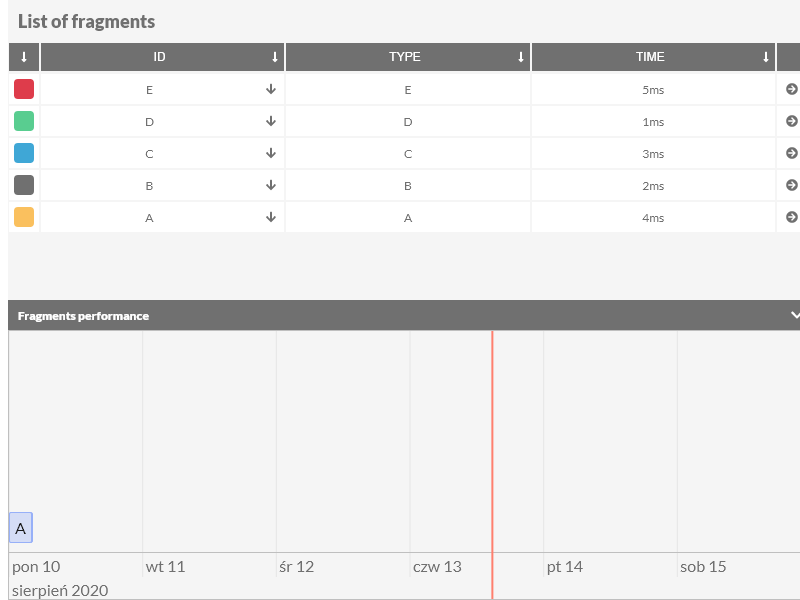 List of fragments
ID TYPE TIME
E E 5ms
D D 1ms
C C 3ms
B B 2ms
A A 4ms
Fragments performance
A
pon 10 wt 11 śr 12 czw 13 pt 14 sob 15
sierpień 2020